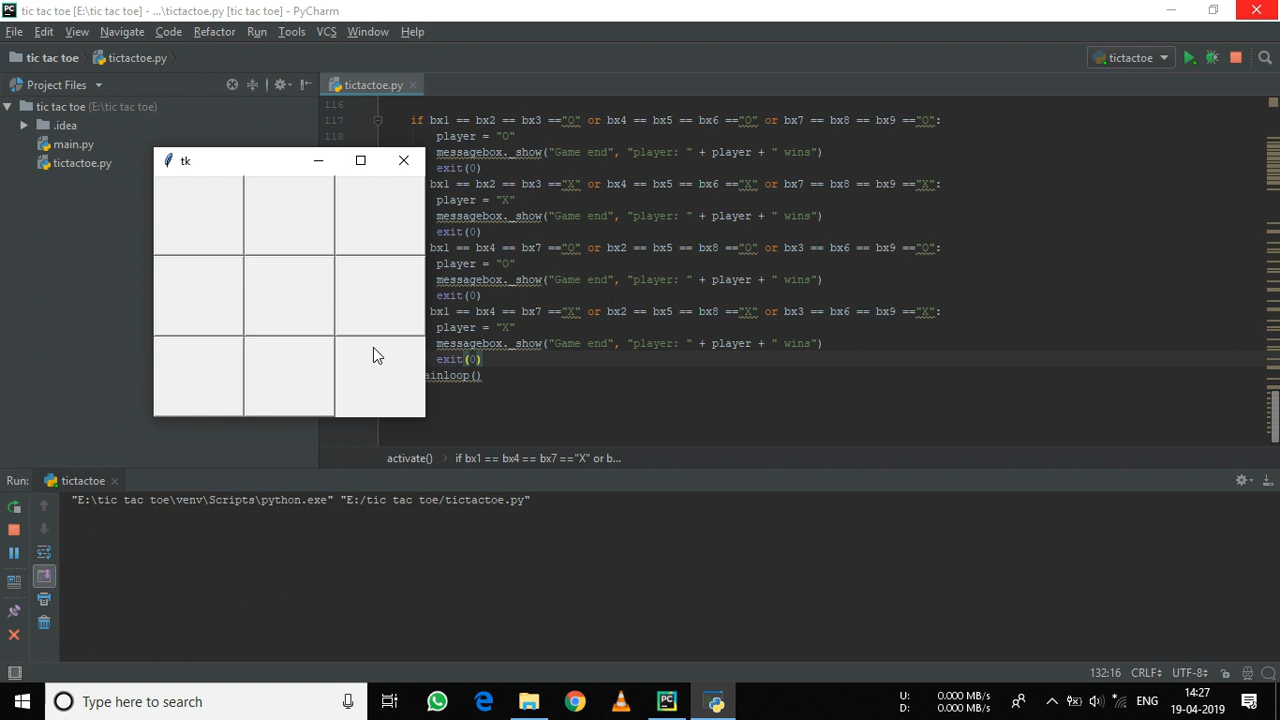 tic tac toe [E:\tic tac toe] - ...\tictactoe.py [tic tac toe] - PyCharm
File Edit View Navigate Code Refactor Run Tools VCS Window Help
tic tac toe tictactoe.py tictactoe
Project Files tictactoe.py
tic tac toe (E:\tic tac toe)
.idea
main.py
tictactoe.py
tk
116
117 if bx1 == bx2 == bx3 =="O" or bx4 == bx5 == bx6 =="O" or bx7 == bx8 == bx9 =="O":
118 player = "O"
messagebox._show("Game end", "player: " + player + " wins")
exit(0)
bx1 == bx2 == bx3 =="X" or bx4 == bx5 == bx6 =="X" or bx7 == bx8 == bx9 =="X":
player = "X"
messagebox._show("Game end", "player: " + player + " wins")
exit(0)
bx1 == bx4 == bx7 =="O" or bx2 == bx5 == bx8 =="O" or bx3 == bx6 == bx9 =="O":
player = "O"
messagebox._show("Game end", "player: " + player + " wins")
exit(0)
bx1 == bx4 == bx7 =="X" or bx2 == bx5 == bx8 =="X" or bx3 == bx6 == bx9 =="X":
player = "X"
messagebox._show("Game end", "player: " + player + " wins")
exit(0)
ainloop()
activate() if bx1 == bx4 == bx7 =="X" or b...
Run: tictactoe
"E:\tic tac toe\venv\Scripts\python.exe" "E:/tic tac toe/tictactoe.py"
132:16 CRLF UTF-8
Type here to search
U: 0.000 MB/s
D: 0.000 MB/s
ENG
14:27
19-04-2019